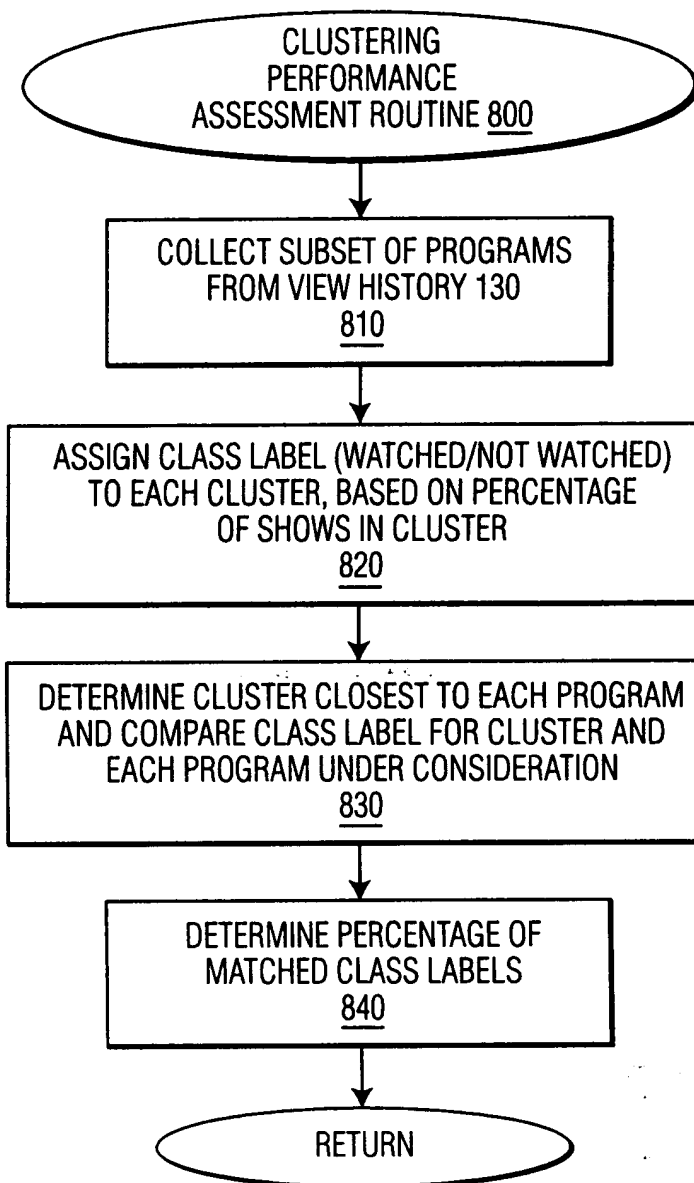 CLUSTERING
PERFORMANCE
ASSESSMENT ROUTINE 800
COLLECT SUBSET OF PROGRAMS
FROM VIEW HISTORY 130
810
ASSIGN CLASS LABEL (WATCHED/NOT WATCHED)
TO EACH CLUSTER, BASED ON PERCENTAGE
OF SHOWS IN CLUSTER
820
DETERMINE CLUSTER CLOSEST TO EACH PROGRAM
AND COMPARE CLASS LABEL FOR CLUSTER AND
EACH PROGRAM UNDER CONSIDERATION
830
DETERMINE PERCENTAGE OF
MATCHED CLASS LABELS
840
RETURN